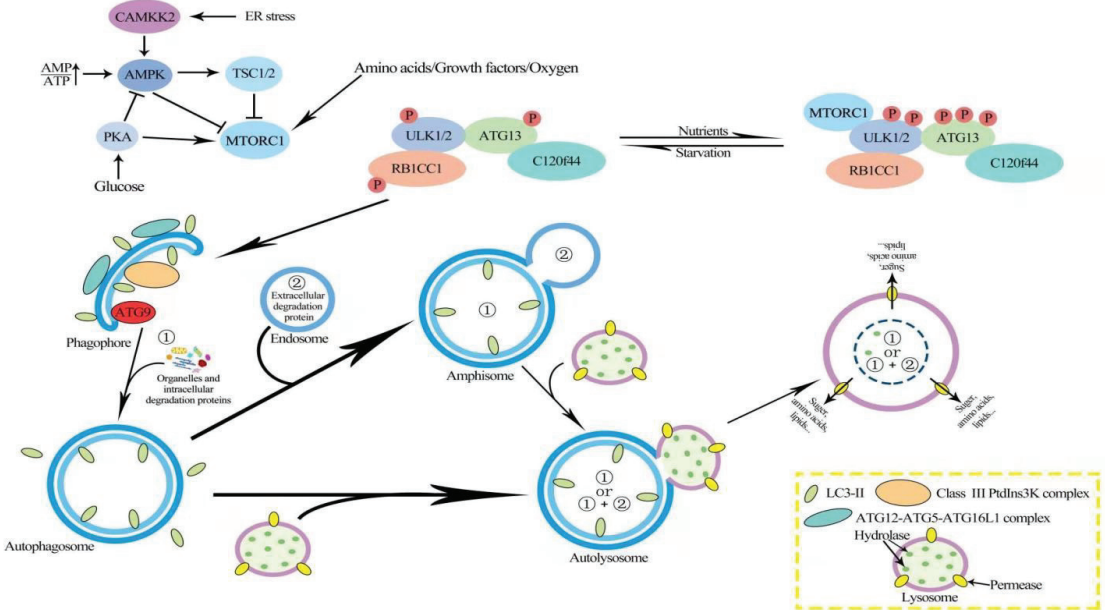 CAMKK2
ER stress
AMP
ATP
AMPK
TSC1/2
Amino acids/Growth factors/Oxygen
PKA
MTORC1
Glucose
P
P
ULK1/2
ATG13
RB1CC1
C120f44
P
Nutrients
Starvation
MTORC1
P
P
P
P
P
ULK1/2
ATG13
RB1CC1
C120f44
ATG9
Phagophore
①
Organelles and
intracellular
degradation proteins
②
Extracellular
degradation
protein
Endosome
①
②
Amphisome
Suger,
amino acids,
lipids...
①
or
① + ②
Suger,
amino acids,
lipids...
Suger,
amino acids,
lipids...
Autophagosome
①
or
① + ②
Autolysosome
LC3-II
Class III PtdIns3K complex
ATG12-ATG5-ATG16L1 complex
Hydrolase
Permease
Lysosome